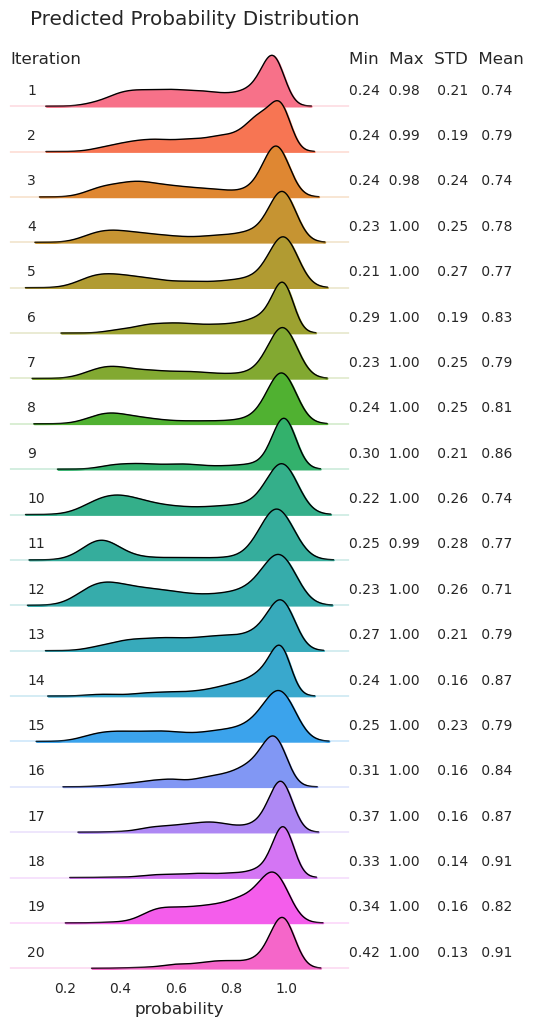 Predicted Probability Distribution
Iteration Min Max STD Mean
1 0.24 0.98 0.21 0.74
2 0.24 0.99 0.19 0.79
3 0.24 0.98 0.24 0.74
4 0.23 1.00 0.25 0.78
5 0.21 1.00 0.27 0.77
6 0.29 1.00 0.19 0.83
7 0.23 1.00 0.25 0.79
8 0.24 1.00 0.25 0.81
9 0.30 1.00 0.21 0.86
10 0.22 1.00 0.26 0.74
11 0.25 0.99 0.28 0.77
12 0.23 1.00 0.26 0.71
13 0.27 1.00 0.21 0.79
14 0.24 1.00 0.16 0.87
15 0.25 1.00 0.23 0.79
16 0.31 1.00 0.16 0.84
17 0.37 1.00 0.16 0.87
18 0.33 1.00 0.14 0.91
19 0.34 1.00 0.16 0.82
20 0.42 1.00 0.13 0.91
0.2 0.4 0.6 0.8 1.0
probability